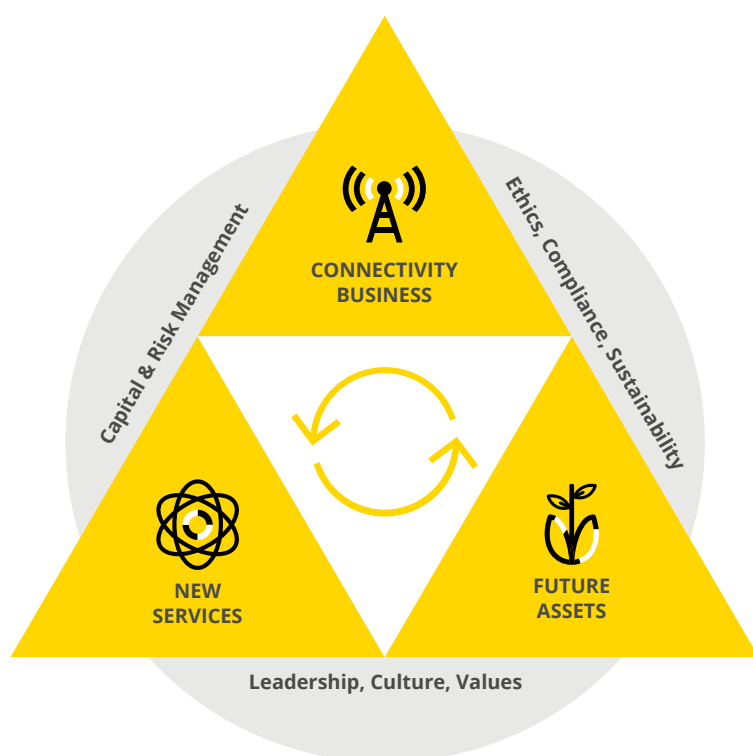 Capital & Risk Management
Ethics, Compliance, Sustainability
CONNECTIVITY
BUSINESS
NEW
SERVICES
FUTURE
ASSETS
Leadership, Culture, Values